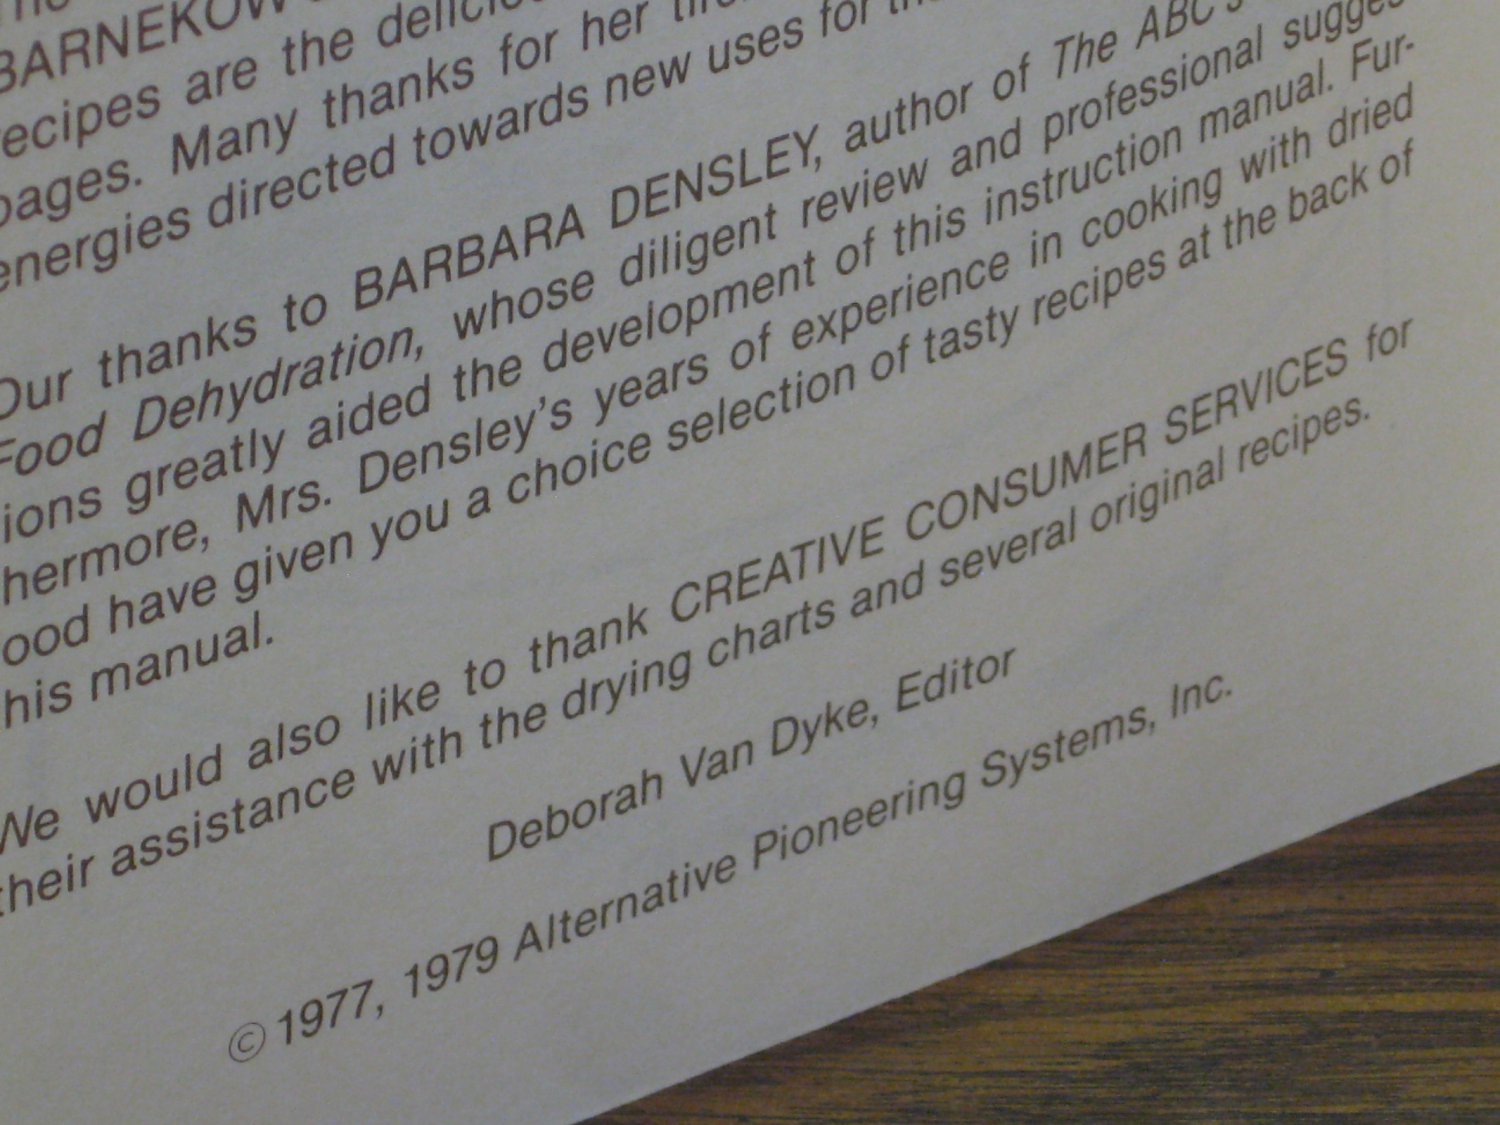 BARNEKOW
recipes are the
pages. Many thanks for her
energies directed towards new uses for
Our thanks to BARBARA DENSLEY, author of The ABC's
Food Dehydration, whose diligent review and professional sugges
ions greatly aided the development of this instruction manual. Fur-
hermore, Mrs. Densley's years of experience in cooking with dried
ood have given you a choice selection of tasty recipes at the back of
his manual.
We would also like to thank CREATIVE CONSUMER SERVICES for
their assistance with the drying charts and several original recipes.
Deborah Van Dyke, Editor
© 1977, 1979 Alternative Pioneering Systems, Inc.